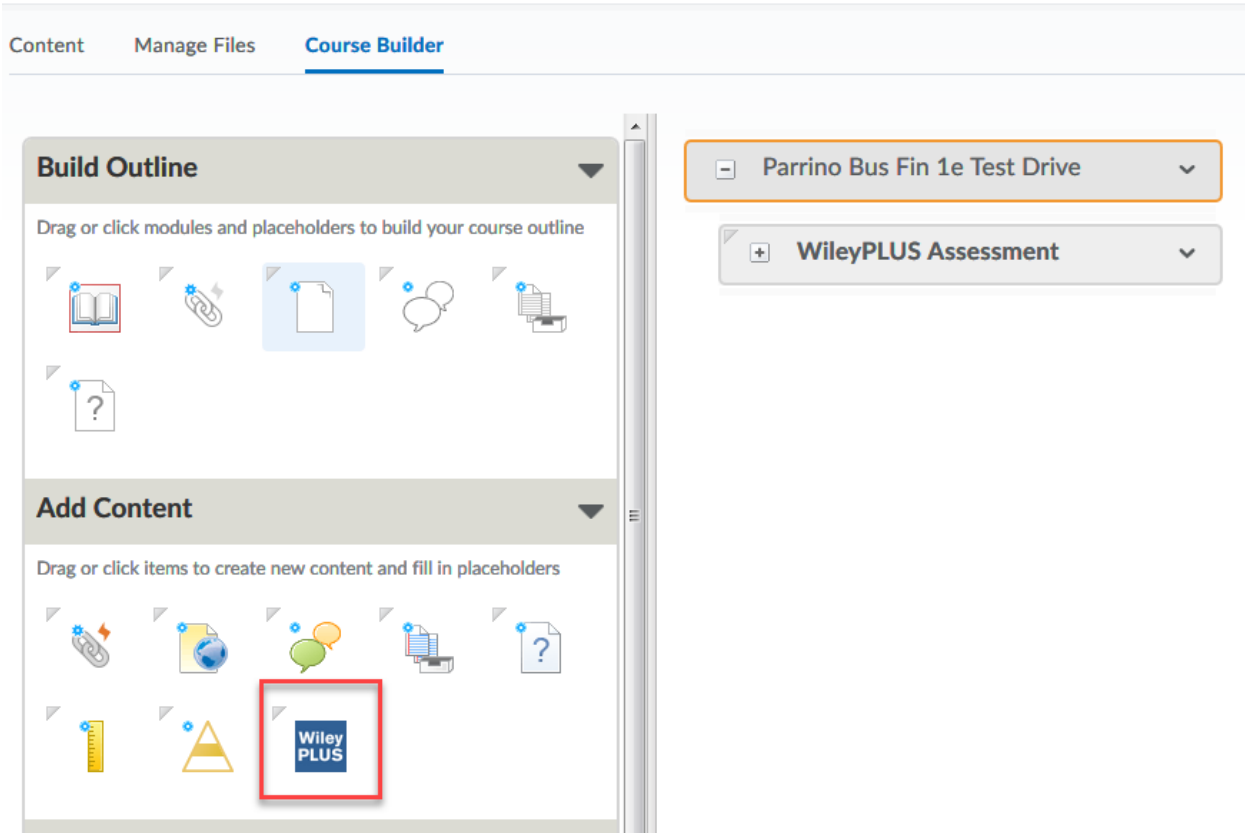 Content Manage Files Course Builder
Build Outline
Drag or click modules and placeholders to build your course outline
?
Add Content
Drag or click items to create new content and fill in placeholders
?
Wiley
PLUS
Parrino Bus Fin 1e Test Drive
WileyPLUS Assessment